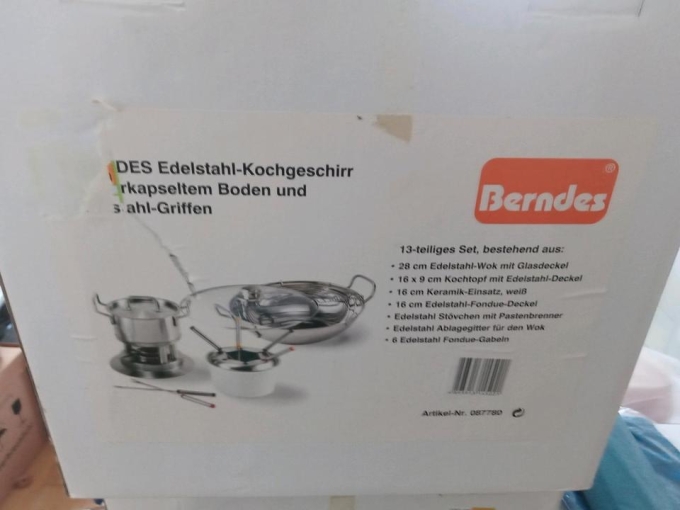 DES Edelstahl-Kochgeschirr
rkapseltem Boden und
s ahl-Griffen
Berndes®
13-teiliges Set, bestehend aus:
• 28 cm Edelstahl-Wok mit Glasdeckel
• 16 x 9 cm Kochtopf mit Edelstahl-Deckel
• 16 cm Keramik-Einsatz, weiß
• 16 cm Edelstahl-Fondue-Deckel
• Edelstahl Stövchen mit Pastenbrenner
• Edelstahl Ablagegitter für den Wok
• 6 Edelstahl Fondue-Gabeln
Artikel-Nr. 087780